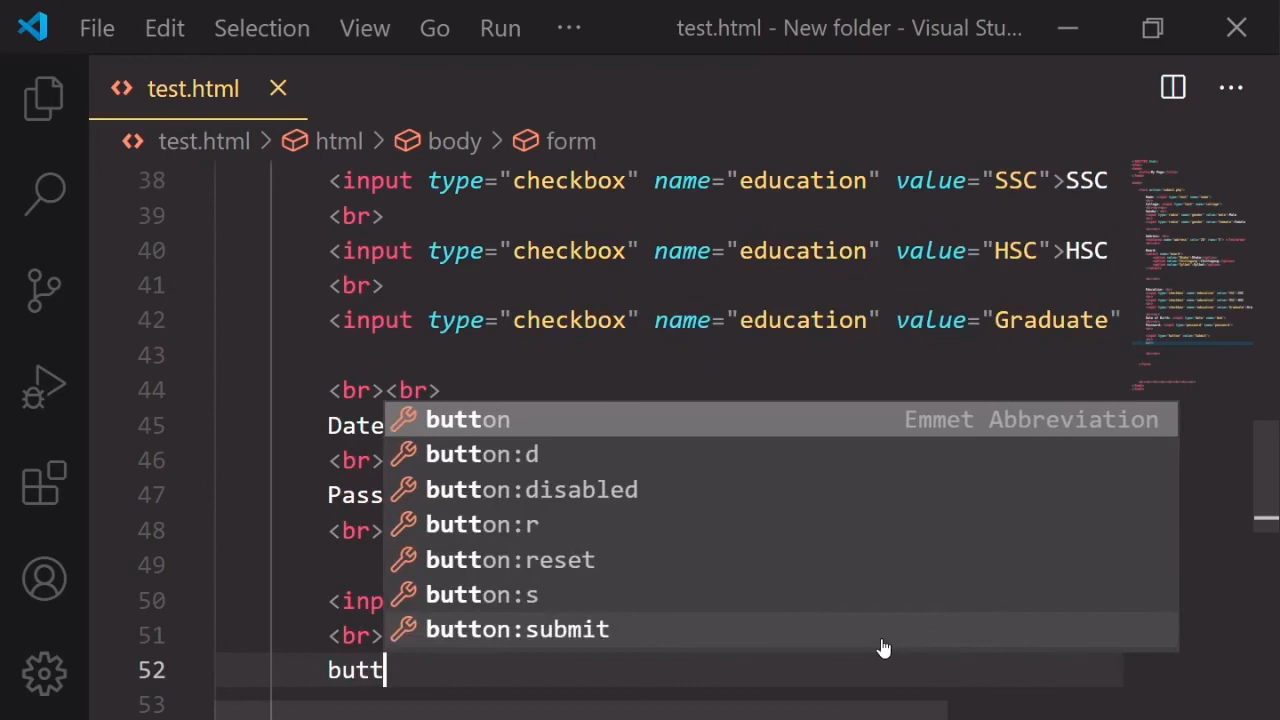 File Edit Selection View Go Run ··· test.html - New folder - Visual Stu...
test.html
test.html > html > body > form
38 <input type="checkbox" name="education" value="SSC">SSC
39 <br>
40 <input type="checkbox" name="education" value="HSC">HSC
41 <br>
42 <input type="checkbox" name="education" value="Graduate"
43
44 <br><br>
45 Date
button Emmet Abbreviation
button:d
46 <br>
47 Pass
button:disabled
48 <br>
button:r
49
button:reset
50 <inp
button:s
51 <br>
button:submit
52 butt
53